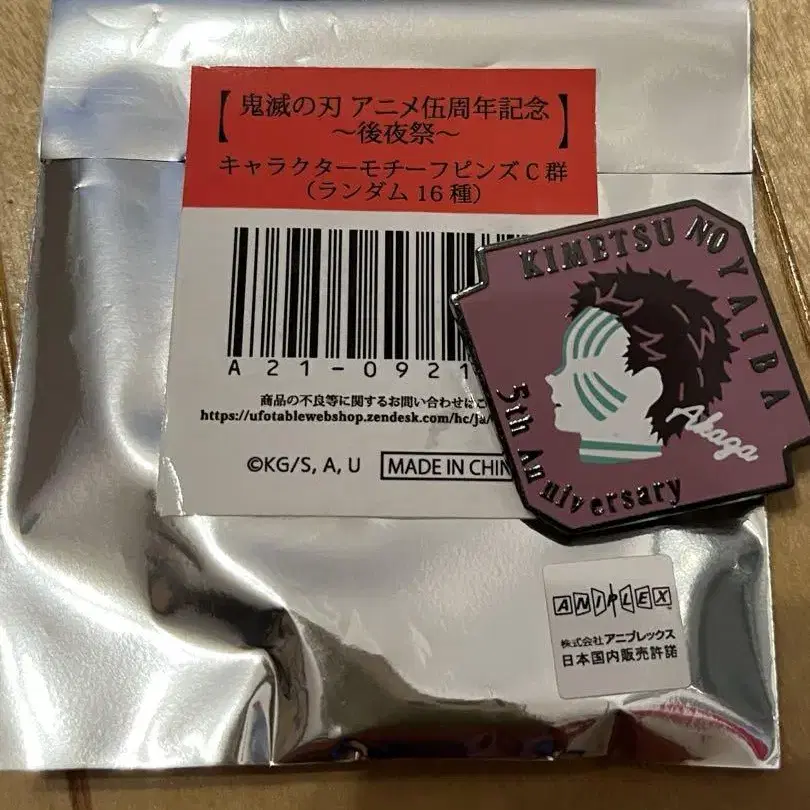 【鬼滅の刃 アニメ伍周年記念
～後夜祭～】
キャラクターモチーフピンズC群
（ランダム16種）
A21-0921
商品の不良等に関するお問い合わせはこ
https://ufotablewebshop.zendesk.com/hc/ja/
©KG/S, A, U
MADE IN CHIN
KIMETSU NO YAIBA
Akaga
5th Anniversary
ANIPLEX
株式会社アニプレックス
日本国内販売許諾